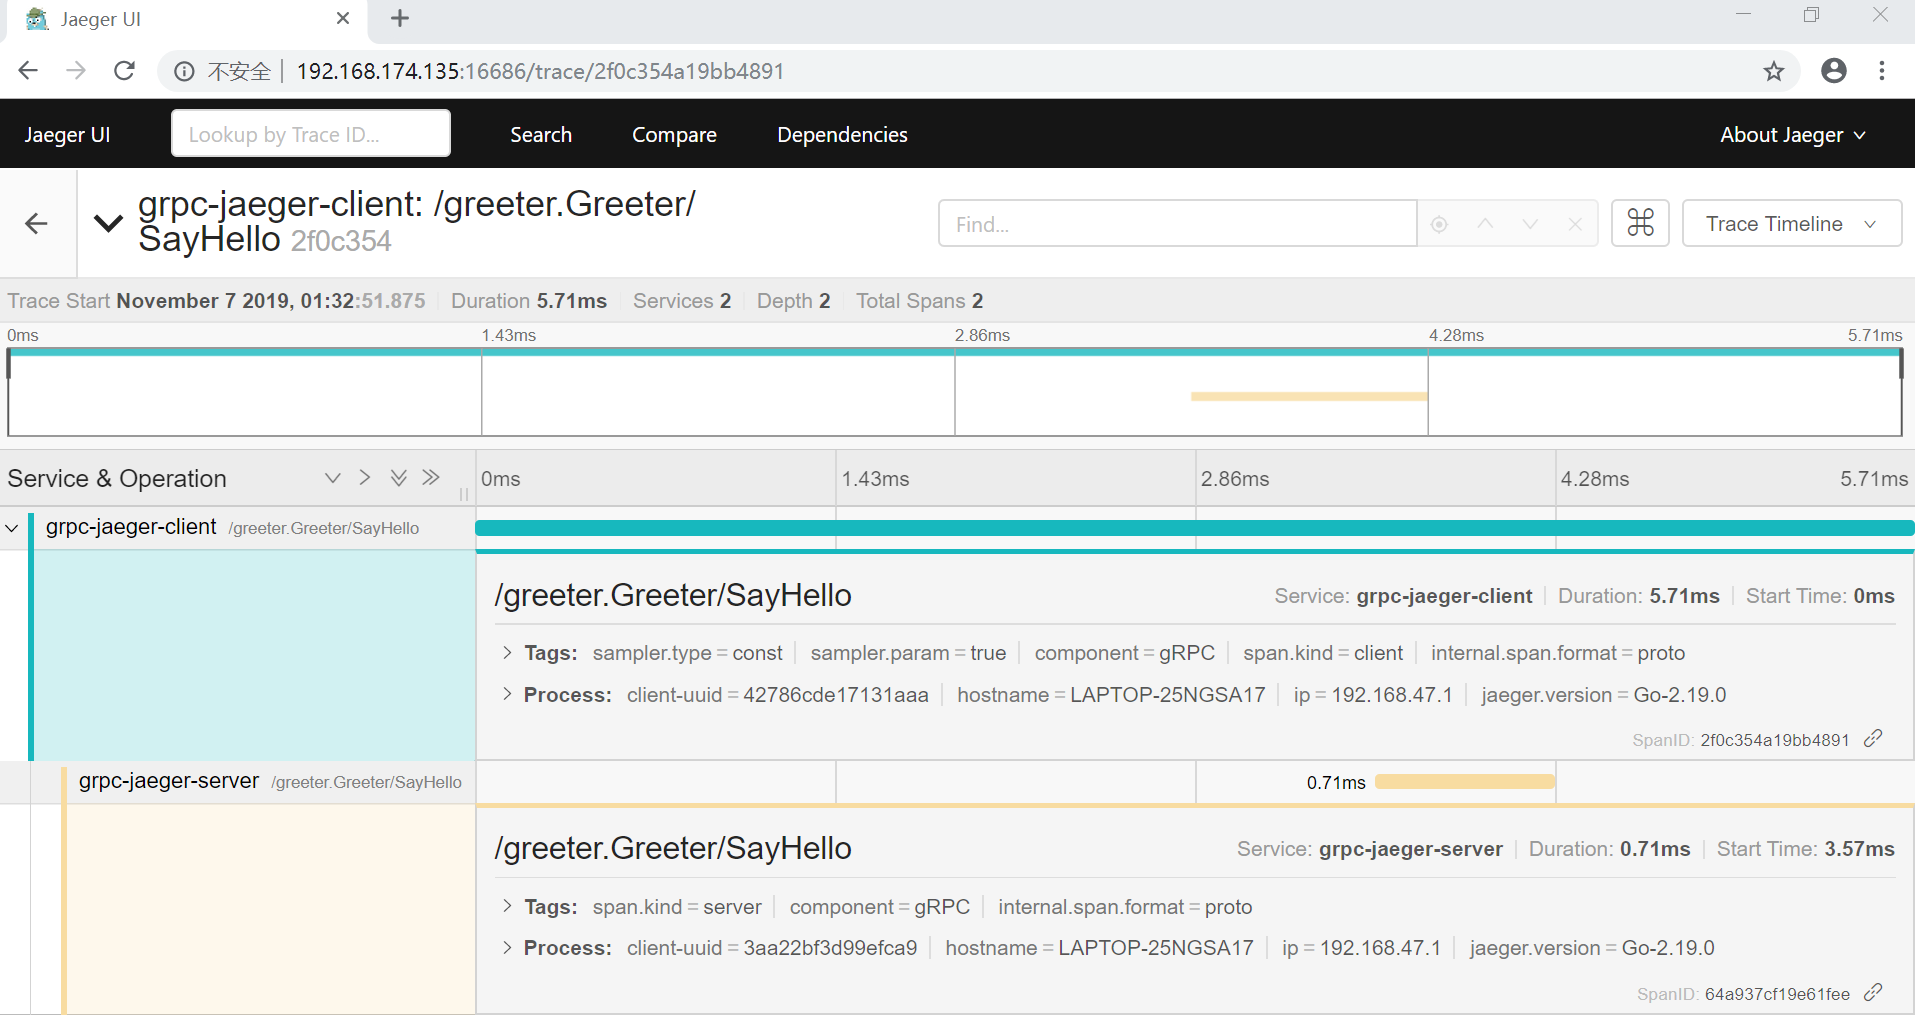 Jaeger UI
不安全 192.168.174.135:16686/trace/2f0c354a19bb4891
Jaeger UI Lookup by Trace ID... Search Compare Dependencies About Jaeger
grpc-jaeger-client: /greeter.Greeter/
SayHello 2f0c354
Find... Trace Timeline
Trace Start November 7 2019, 01:32:51.875 Duration 5.71ms Services 2 Depth 2 Total Spans 2
0ms 1.43ms 2.86ms 4.28ms 5.71ms
Service & Operation 0ms 1.43ms 2.86ms 4.28ms 5.71ms
grpc-jaeger-client /greeter.Greeter/SayHello
/greeter.Greeter/SayHello Service: grpc-jaeger-client Duration: 5.71ms Start Time: 0ms
Tags: sampler.type = const sampler.param = true component = gRPC span.kind = client internal.span.format = proto
Process: client-uuid = 42786cde17131aaa hostname = LAPTOP-25NGSA17 ip = 192.168.47.1 jaeger.version = Go-2.19.0
SpanID: 2f0c354a19bb4891
grpc-jaeger-server /greeter.Greeter/SayHello 0.71ms
/greeter.Greeter/SayHello Service: grpc-jaeger-server Duration: 0.71ms Start Time: 3.57ms
Tags: span.kind = server component = gRPC internal.span.format = proto
Process: client-uuid = 3aa22bf3d99efca9 hostname = LAPTOP-25NGSA17 ip = 192.168.47.1 jaeger.version = Go-2.19.0
SpanID: 64a937cf19e61fee